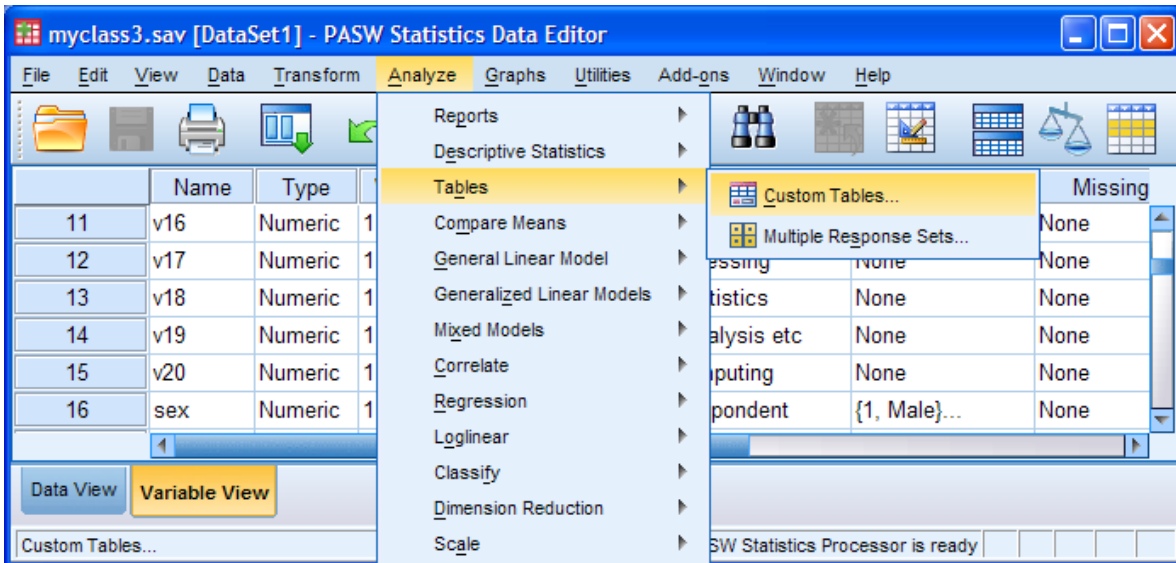 myclass3.sav [DataSet1] - PASW Statistics Data Editor
File Edit View Data Transform Analyze Graphs Utilities Add-ons Window Help
Reports
Descriptive Statistics
Name Type Tables Custom Tables... Missing
11 v16 Numeric 1 Compare Means Multiple Response Sets... None
12 v17 Numeric 1 General Linear Model None None
13 v18 Numeric 1 Generalized Linear Models tistics None None
14 v19 Numeric 1 Mixed Models alysis etc None None
15 v20 Numeric 1 Correlate puting None None
16 sex Numeric 1 Regression pondent {1, Male}... None
Loglinear
Data View Variable View Classify
Dimension Reduction
Custom Tables... Scale SW Statistics Processor is ready